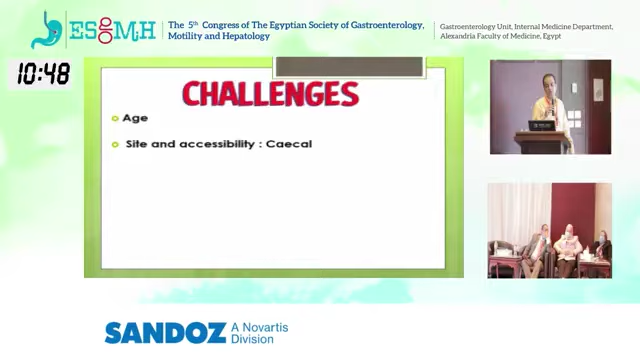 ESGMH
The 5th Congress of The Egyptian Society of Gastroenterology,
Motility and Hepatology
Gastroenterology Unit, Internal Medicine Department,
Alexandria Faculty of Medicine, Egypt
10:48
CHALLENGES
Age
Site and accessibility : Caecal
SANDOZ A Novartis
Division